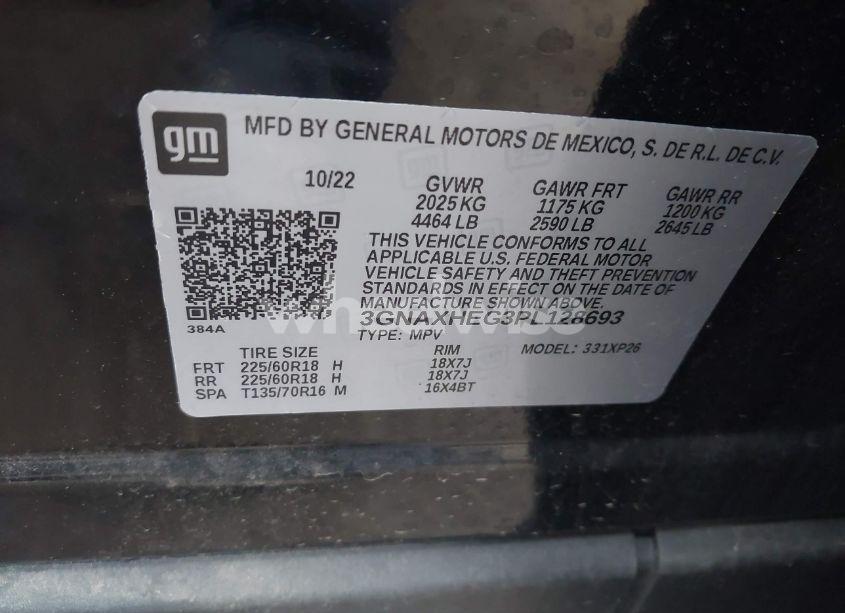 gm
MFD BY GENERAL MOTORS DE MEXICO, S. DE R.L. DE C.V.
10/22 GVWR GAWR FRT GAWR RR
2025 KG 1175 KG 1200 KG
4464 LB 2590 LB 2645 LB
THIS VEHICLE CONFORMS TO ALL
APPLICABLE U.S. FEDERAL MOTOR
VEHICLE SAFETY AND THEFT PREVENTION
STANDARDS IN EFFECT ON THE DATE OF
MANUFACTURE SHOWN ABOVE.
384A
3GNAXHEG3PL128693
TYPE: MPV MODEL: 331XP26
TIRE SIZE RIM
FRT 225/60R18 H 18X7J
RR 225/60R18 H 18X7J
SPA T135/70R16 M 16X4BT